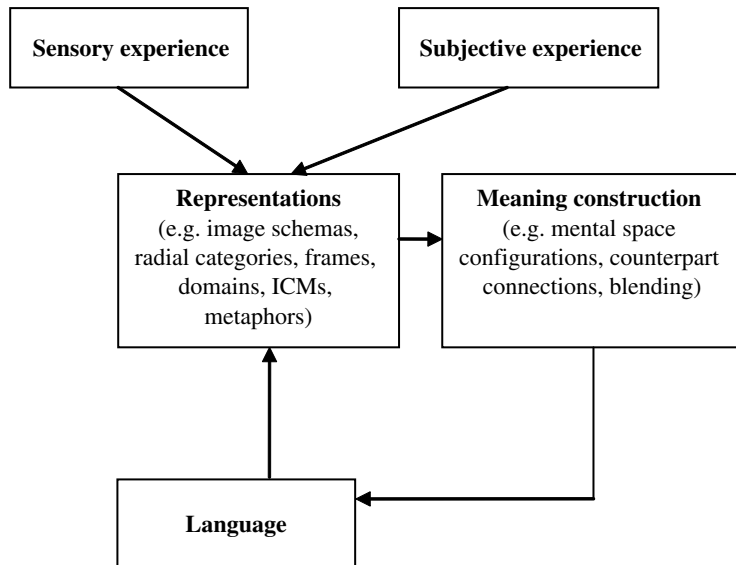 Sensory experience
Subjective experience
Representations
(e.g. image schemas,
radial categories, frames,
domains, ICMs,
metaphors)
Meaning construction
(e.g. mental space
configurations, counterpart
connections, blending)
Language